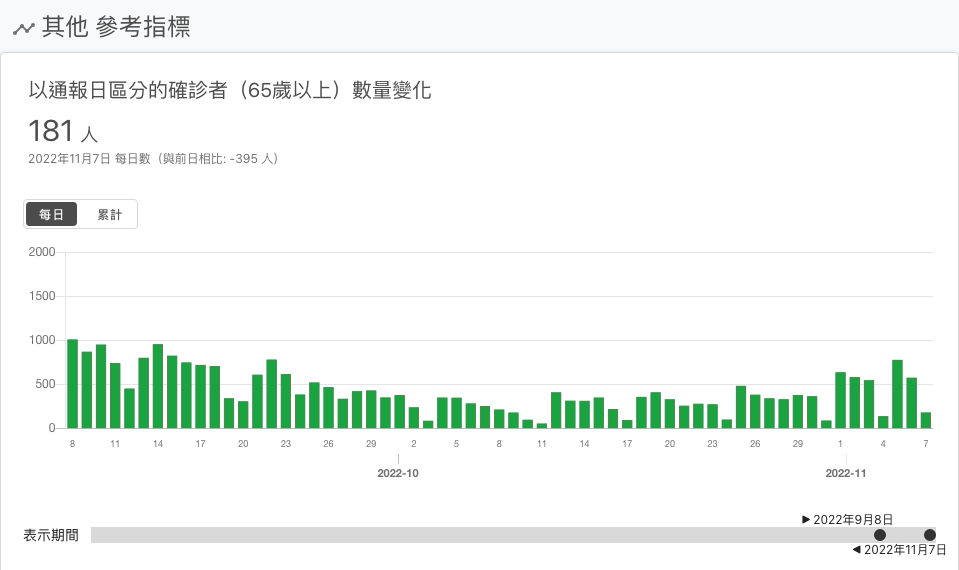 其他 參考指標
以通報日區分的確診者（65歲以上）數量變化
181 人
2022年11月7日 每日數（與前日相比: -395 人）
每日 累計
2000
1500
1000
500
0
8 11 14 17 20 23 26 29 2 5 8 11 14 17 20 23 26 29 1 4 7
2022-10 2022-11
2022年9月8日
表示期間
2022年11月7日